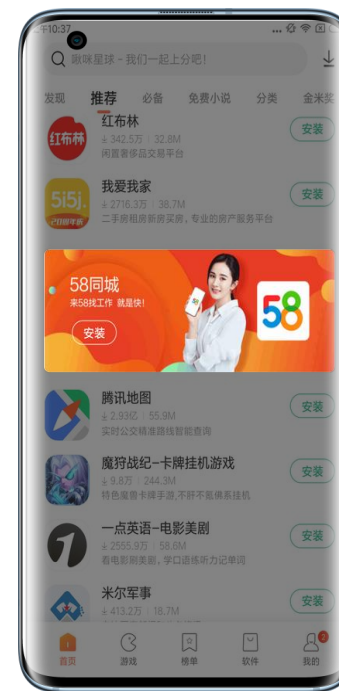 午10:37
啾咪星球 - 我们一起上分吧！
发现 推荐 必备 免费小说 分类 金米奖
红布林
红布林
342.5万 | 32.8M
闲置奢侈品交易平台
安装
5i5j.
20周年庆
我爱我家
2716.3万 | 38.7M
二手房租房新房买房，专业的房产服务平台
安装
58同城
来58找工作 就是快!
安装
58
腾讯地图
2.93亿 | 55.9M
实时公交精准路线智能查询
安装
魔狩战纪-卡牌挂机游戏
9.8万 | 244.3M
特色魔兽卡牌手游,不肝不氪佛系挂机
安装
一点英语-电影美剧
2555.9万 | 58.6M
看电影刷美剧，学口语练听力记单词
安装
米尔军事
413.2万 | 18.7M
安装
首页 游戏 榜单 软件 我的